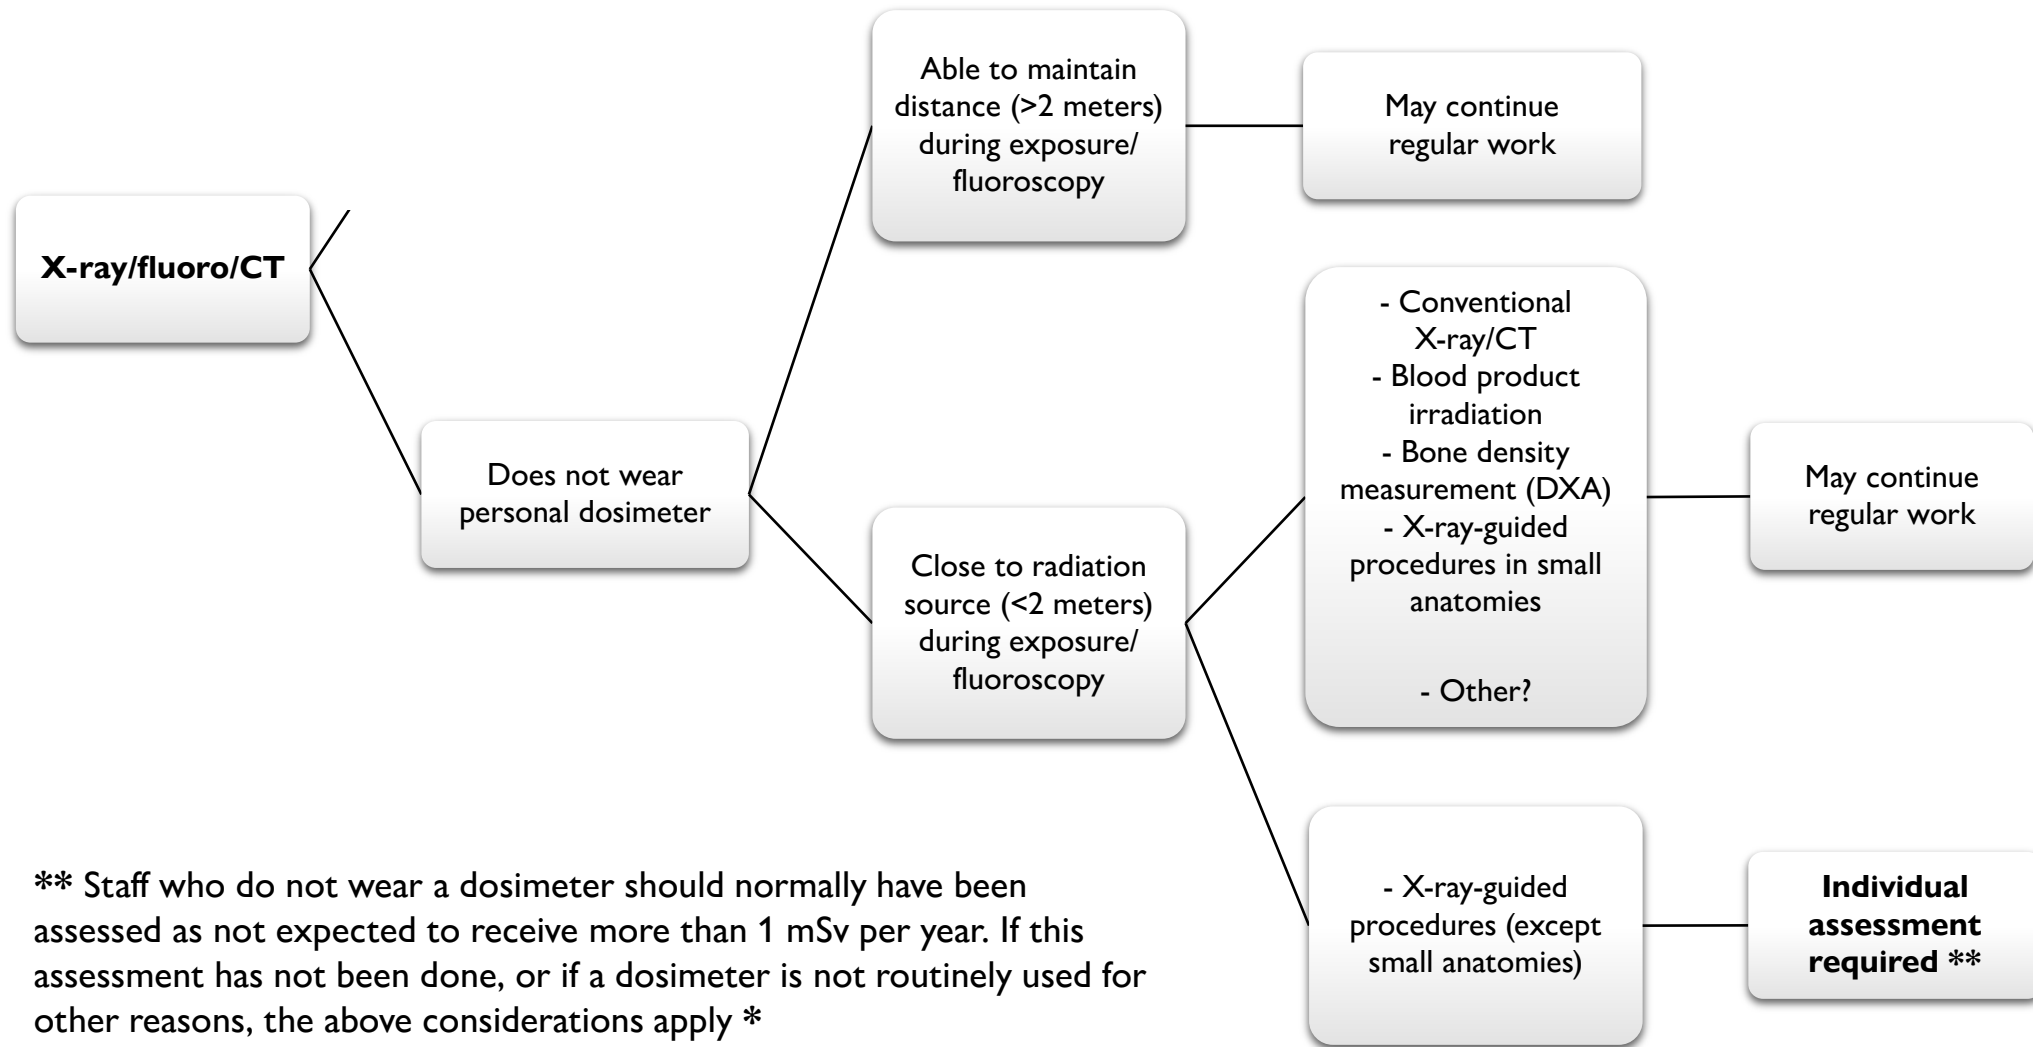 X-ray/fluoro/CT
Does not wear
personal dosimeter
Able to maintain
distance (>2 meters)
during exposure/
fluoroscopy
May continue
regular work
Close to radiation
source (<2 meters)
during exposure/
fluoroscopy
- Conventional
X-ray/CT
- Blood product
irradiation
- Bone density
measurement (DXA)
- X-ray-guided
procedures in small
anatomies
- Other?
May continue
regular work
- X-ray-guided
procedures (except
small anatomies)
Individual
assessment
required **
** Staff who do not wear a dosimeter should normally have been
assessed as not expected to receive more than 1 mSv per year. If this
assessment has not been done, or if a dosimeter is not routinely used for
other reasons, the above considerations apply *